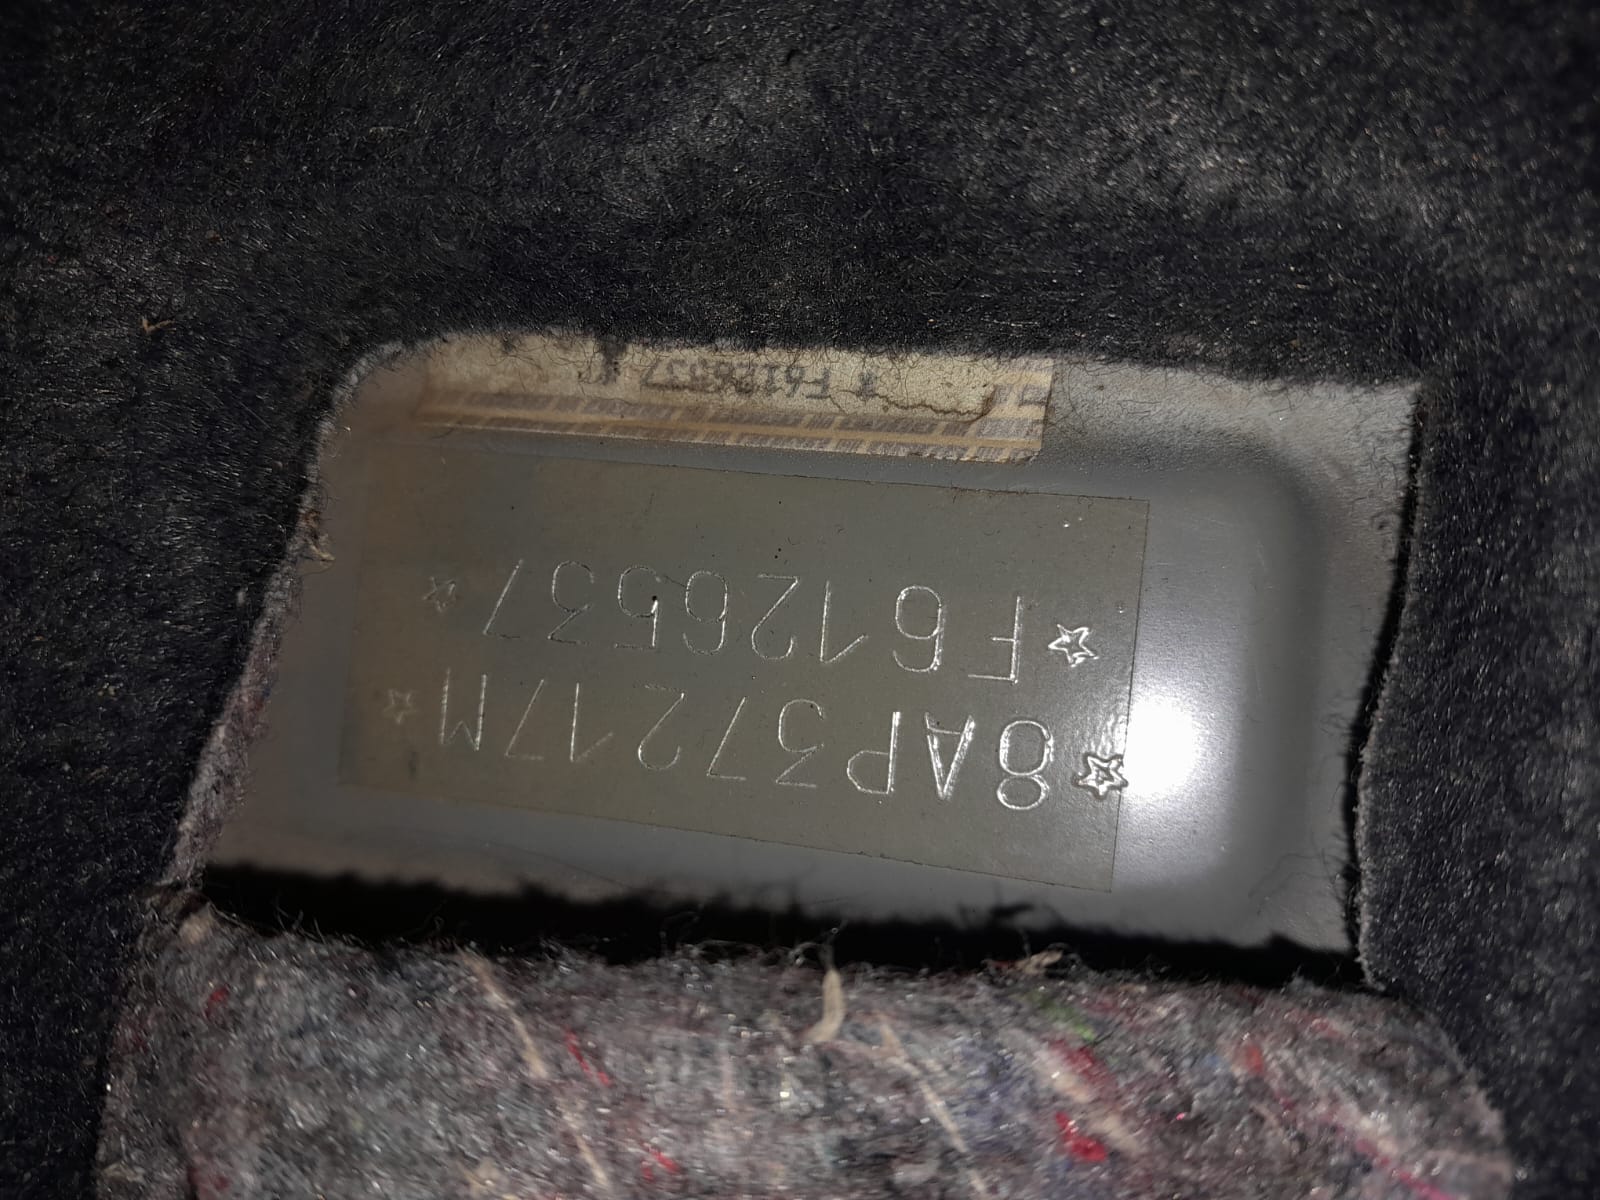 ☆8AP37217M☆
☆F6126537☆
* F6126537 *